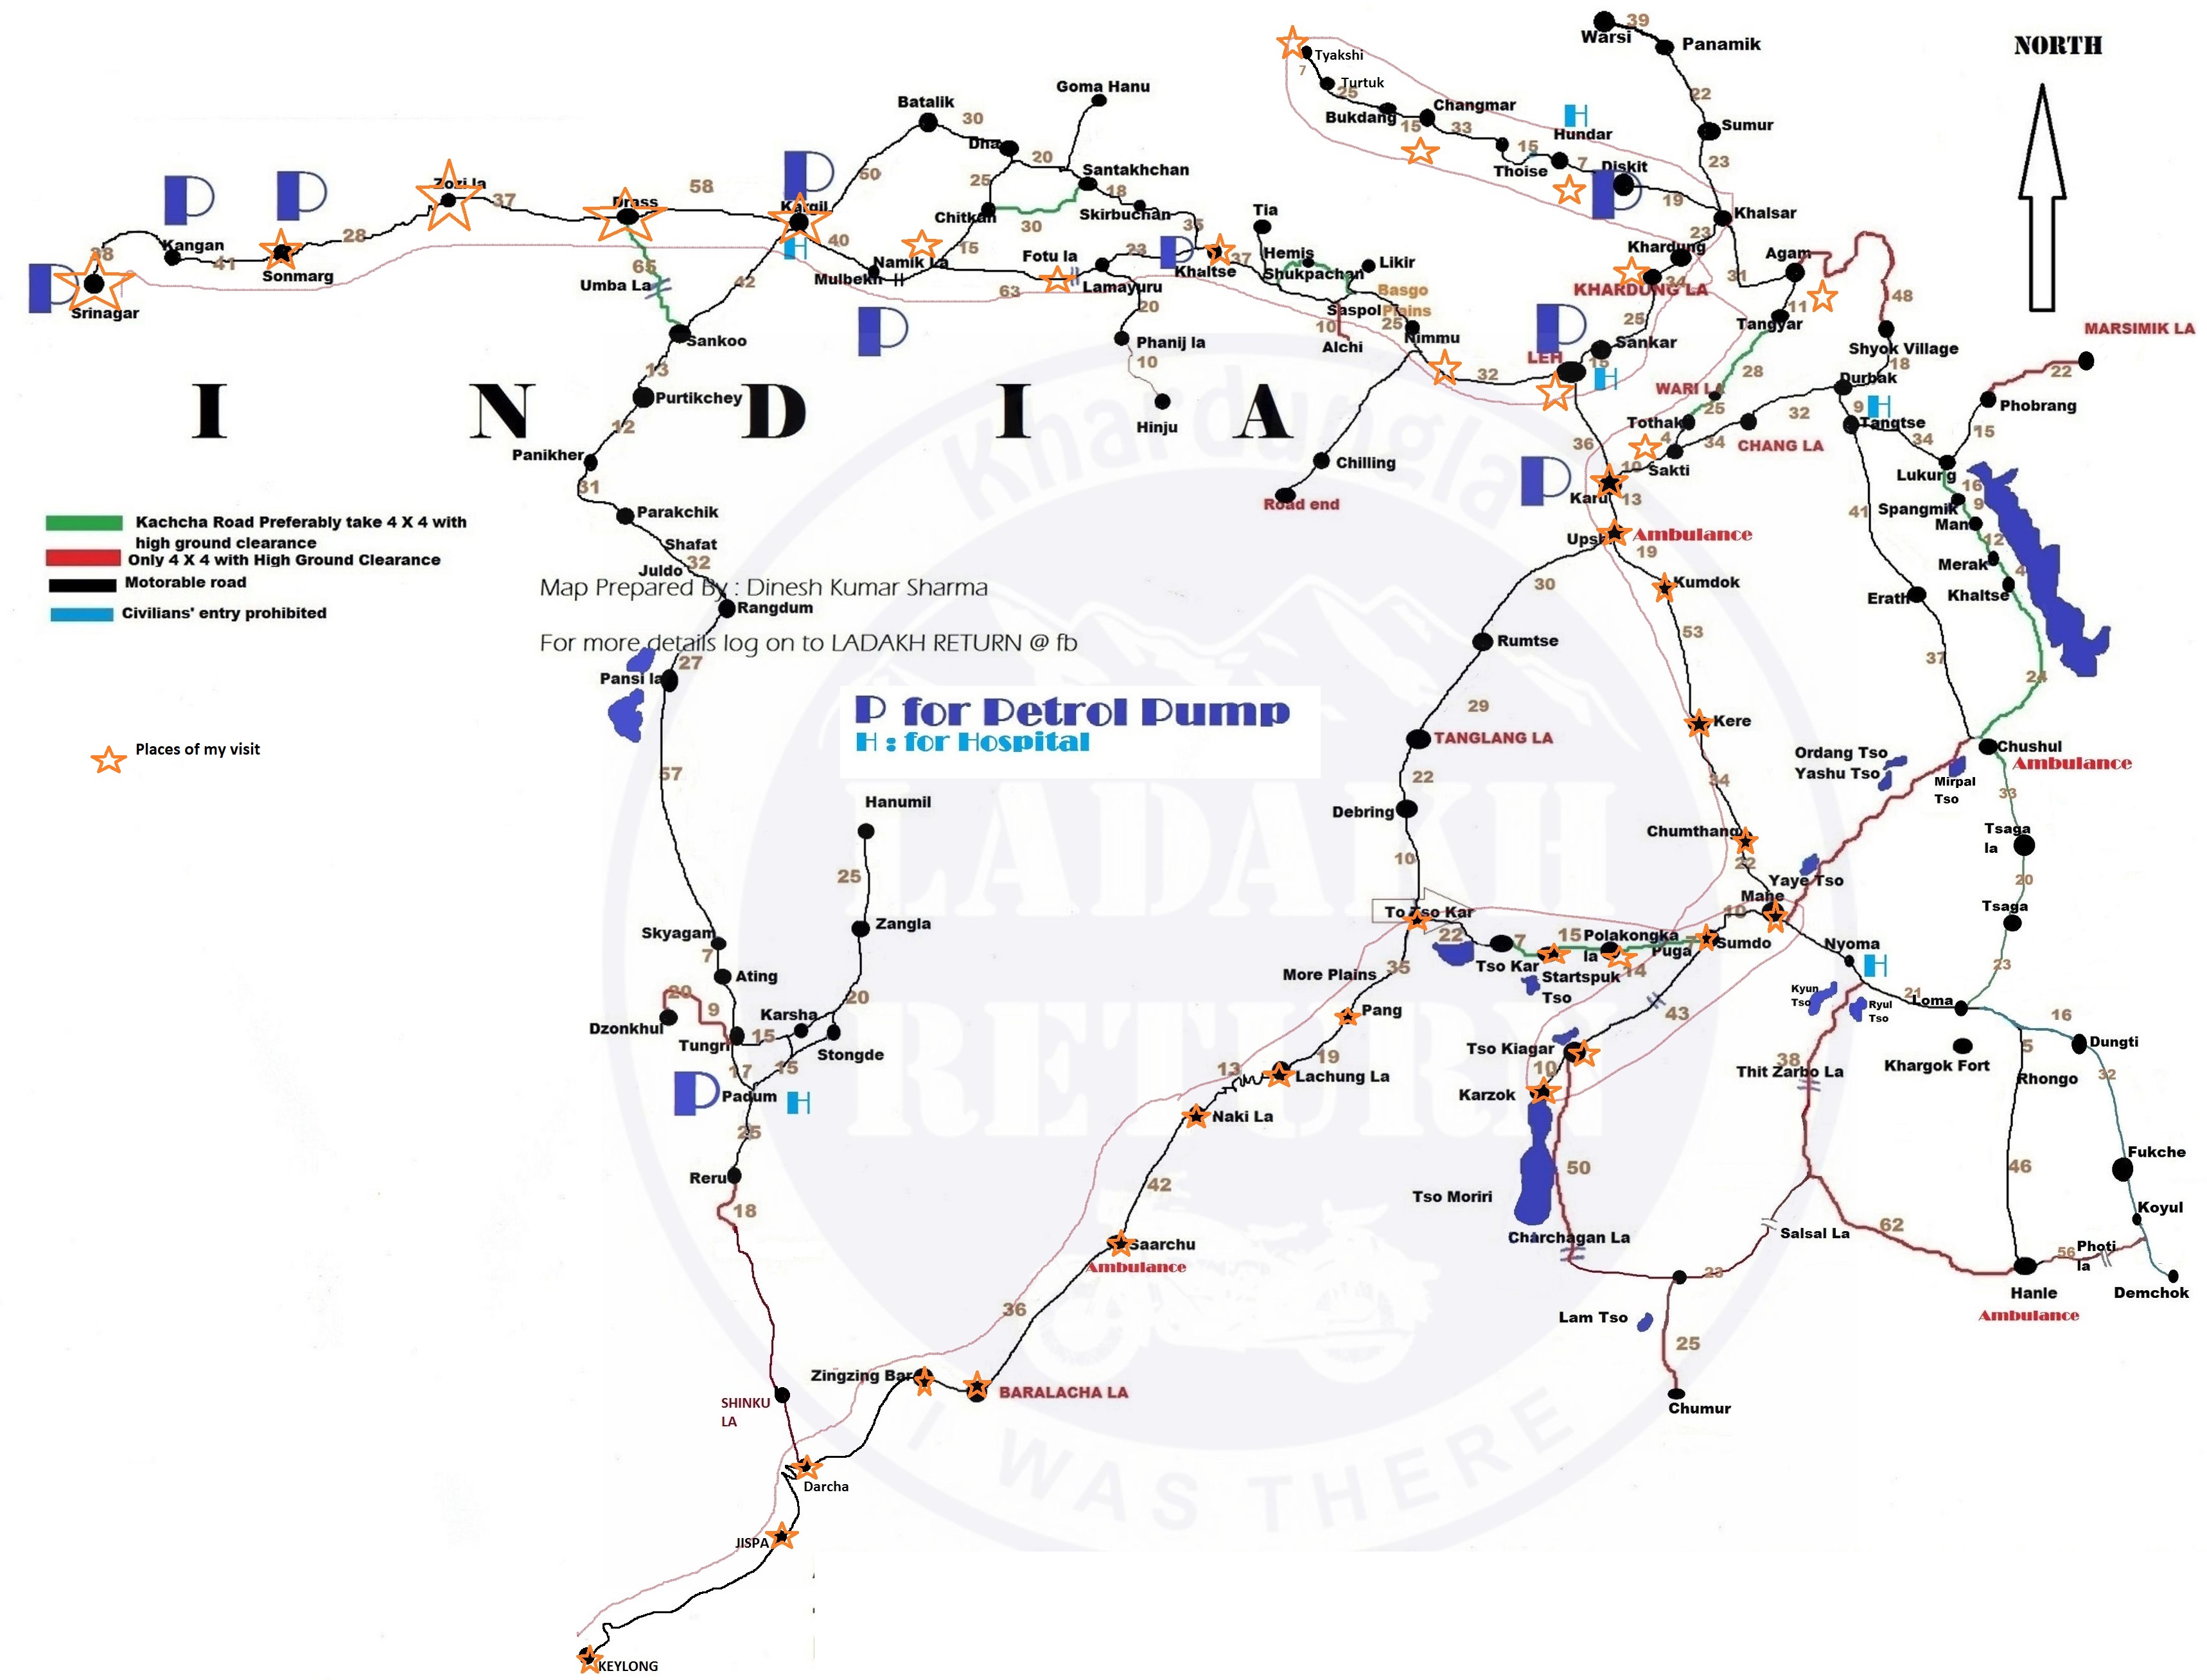 39
Warsi
Panamik
NORTH
Tyakshi
7
Turtuk
25
Goma Hanu
Batalik
30
22
Bukdang
Changmar
15
33
H
Hundar
Sumur
Dha
15
Thoise
7
Diskit
23
20
Santakhchan
P
P
P
Zozi la
37
Drass
58
Kargil
50
25
18
Skirbuchan
Chitkan
30
P
19
Khalsar
38
Kangan
41
28
Sonmarg
H
40
15
35
Tia
23
Khardung
Agam
P
Srinagar
65
Umba La
42
Mulbekh
Namik La
Fotu la
23
P
Khaltse
37
Hemis
Shukpachan
Likir
63
Lamayuru
34
31
KHARDUNG LA
48
Basgo
Plains
20
Saspol
25
10
Alchi
Nimmu
P
P
25
Sankar
11
Tangyar
MARSIMIK LA
Sankoo
Phanij la
10
LEH
15
H
32
Shyok Village
18
22
13
Purtikchey
28
WARI LA
Durbak
I N D I A
Khardungla
Hinju
12
25
32
9
H
Tangtse
Phobrang
15
Tothak
4
34
CHANG LA
34
Panikher
31
Chilling
36
10
Sakti
Lukung
P
Karu
13
Road end
16
Spangmik
9
Man
41
Parakchik
Kachcha Road Preferably take 4 X 4 with
high ground clearance
Only 4 X 4 with High Ground Clearance
Motorable road
Civilians' entry prohibited
Shafat
32
Juldo
Upshi
Ambulance
19
12
Merak
4
Khaltse
Kumdok
Erath
30
Map Prepared By : Dinesh Kumar Sharma
Rangdum
For more details log on to LADAKH RETURN @ fb
Rumtse
53
37
27
Pansi la
24
P for Petrol Pump
H : for Hospital
29
Kere
TANGLANG LA
Chushul
Ambulance
Places of my visit
57
22
34
Ordang Tso
Yashu Tso
Mirpal
Tso
33
Hanumil
Debring
Chumthang
Tsaga
la
LADAKH
25
10
22
Yaye Tso
20
Mahe
Tsaga
To Tso Kar
10
Zangla
Skyagam
7
22
7
15
Polakongka
la
7
Puga
Sumdo
Nyoma
H
Ating
More Plains
35
Tso Kar
Startspuk
Tso
14
23
20
9
20
Karsha
Kyun
Tso
Ryul
Tso
21
Loma
Pang
RETURN
43
16
Dzonkhul
Tungri
15
Stongde
Tso Kiagar
Dungti
5
17
15
19
13
Lachung La
10
38
Thit Zarbo La
Khargok Fort
Rhongo
32
P
Padum
H
Karzok
Naki La
25
Reru
42
50
46
Fukche
18
Tso Moriri
Koyul
Saarchu
Ambulance
Charchagan La
62
Salsal La
56
Photi
la
23
Hanle
Ambulance
Demchok
36
Lam Tso
25
Zingzing Bar
BARALACHA LA
SHINKU
LA
Chumur
I WAS THERE
Darcha
JISPA
KEYLONG